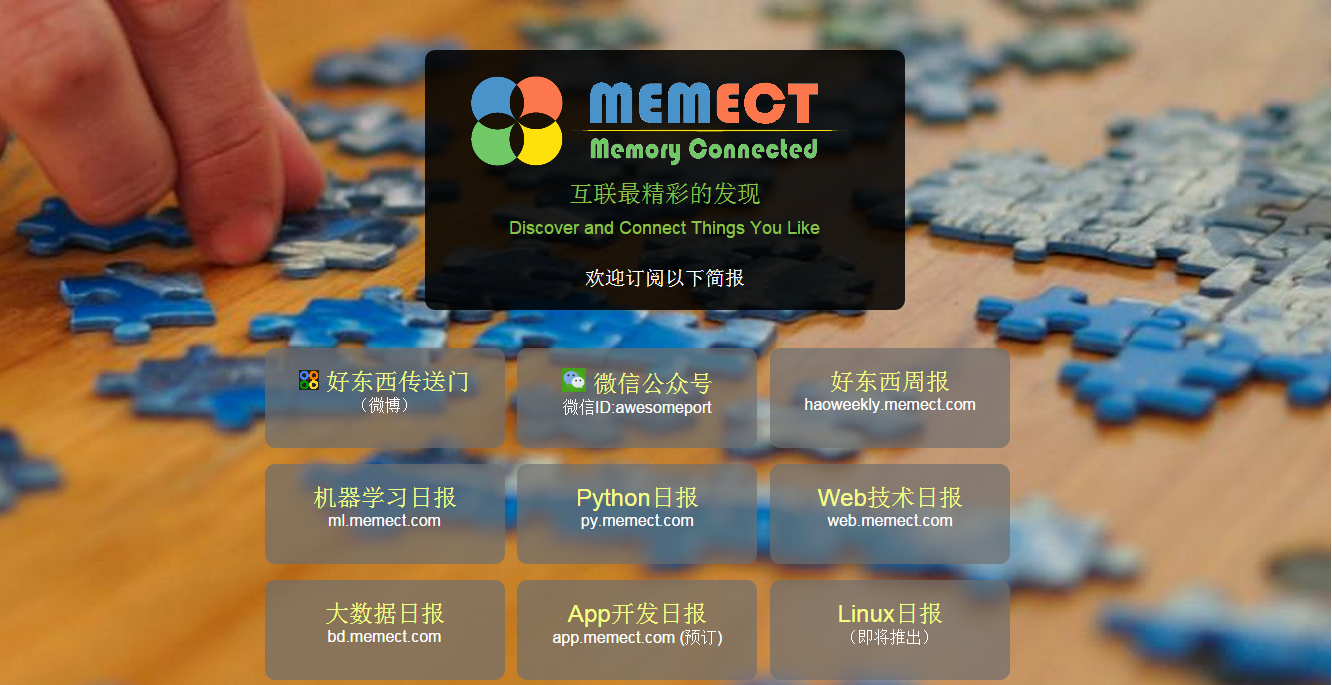 MEMECT
Memory Connected
互联最精彩的发现
Discover and Connect Things You Like
欢迎订阅以下简报
好东西传送门
（微博）
微信公众号
微信ID:awesomeport
好东西周报
haoweekly.memect.com
机器学习日报
ml.memect.com
Python日报
py.memect.com
Web技术日报
web.memect.com
大数据日报
bd.memect.com
App开发日报
app.memect.com (预订)
Linux日报
（即将推出）